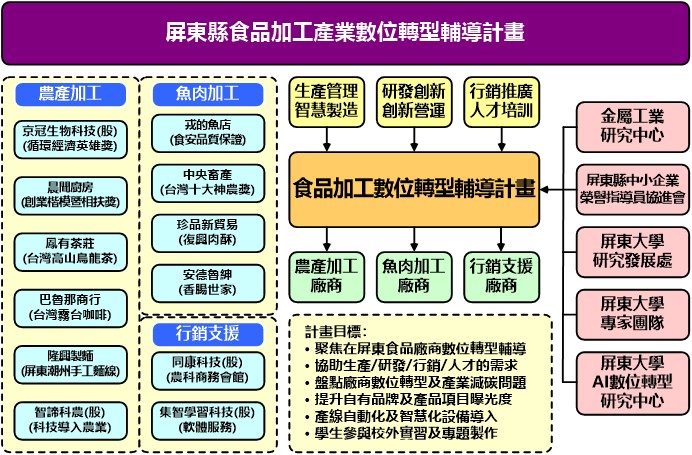 屏東縣食品加工產業數位轉型輔導計畫
農產加工
京冠生物科技(股)
(循環經濟英雄獎)
晨間廚房
(創業楷模暨相扶獎)
鳳有茶莊
(台灣高山烏龍茶)
巴魯那商行
(台灣霧台咖啡)
隆興製麵
(屏東潮州手工麵線)
智諦科農(股)
(科技導入農業)
魚肉加工
戎的魚店
(食安品質保證)
中央畜產
(台灣十大神農獎)
珍品新貿易
(復興肉酥)
安德魯紳
(香腸世家)
行銷支援
同康科技(股)
(農科商務會館)
集智學習科技(股)
(軟體服務)
生產管理
智慧製造
研發創新
創新營運
行銷推廣
人才培訓
食品加工數位轉型輔導計畫
農產加工
廠商
魚肉加工
廠商
行銷支援
廠商
計畫目標:
• 聚焦在屏東食品廠商數位轉型輔導
• 協助生產/研發/行銷/人才的需求
• 盤點廠商數位轉型及產業減碳問題
• 提升自有品牌及產品項目曝光度
• 產線自動化及智慧化設備導入
• 學生參與校外實習及專題製作
金屬工業
研究中心
屏東縣中小企業
榮譽指導員協進會
屏東大學
研究發展處
屏東大學
專家團隊
屏東大學
AI數位轉型
研究中心